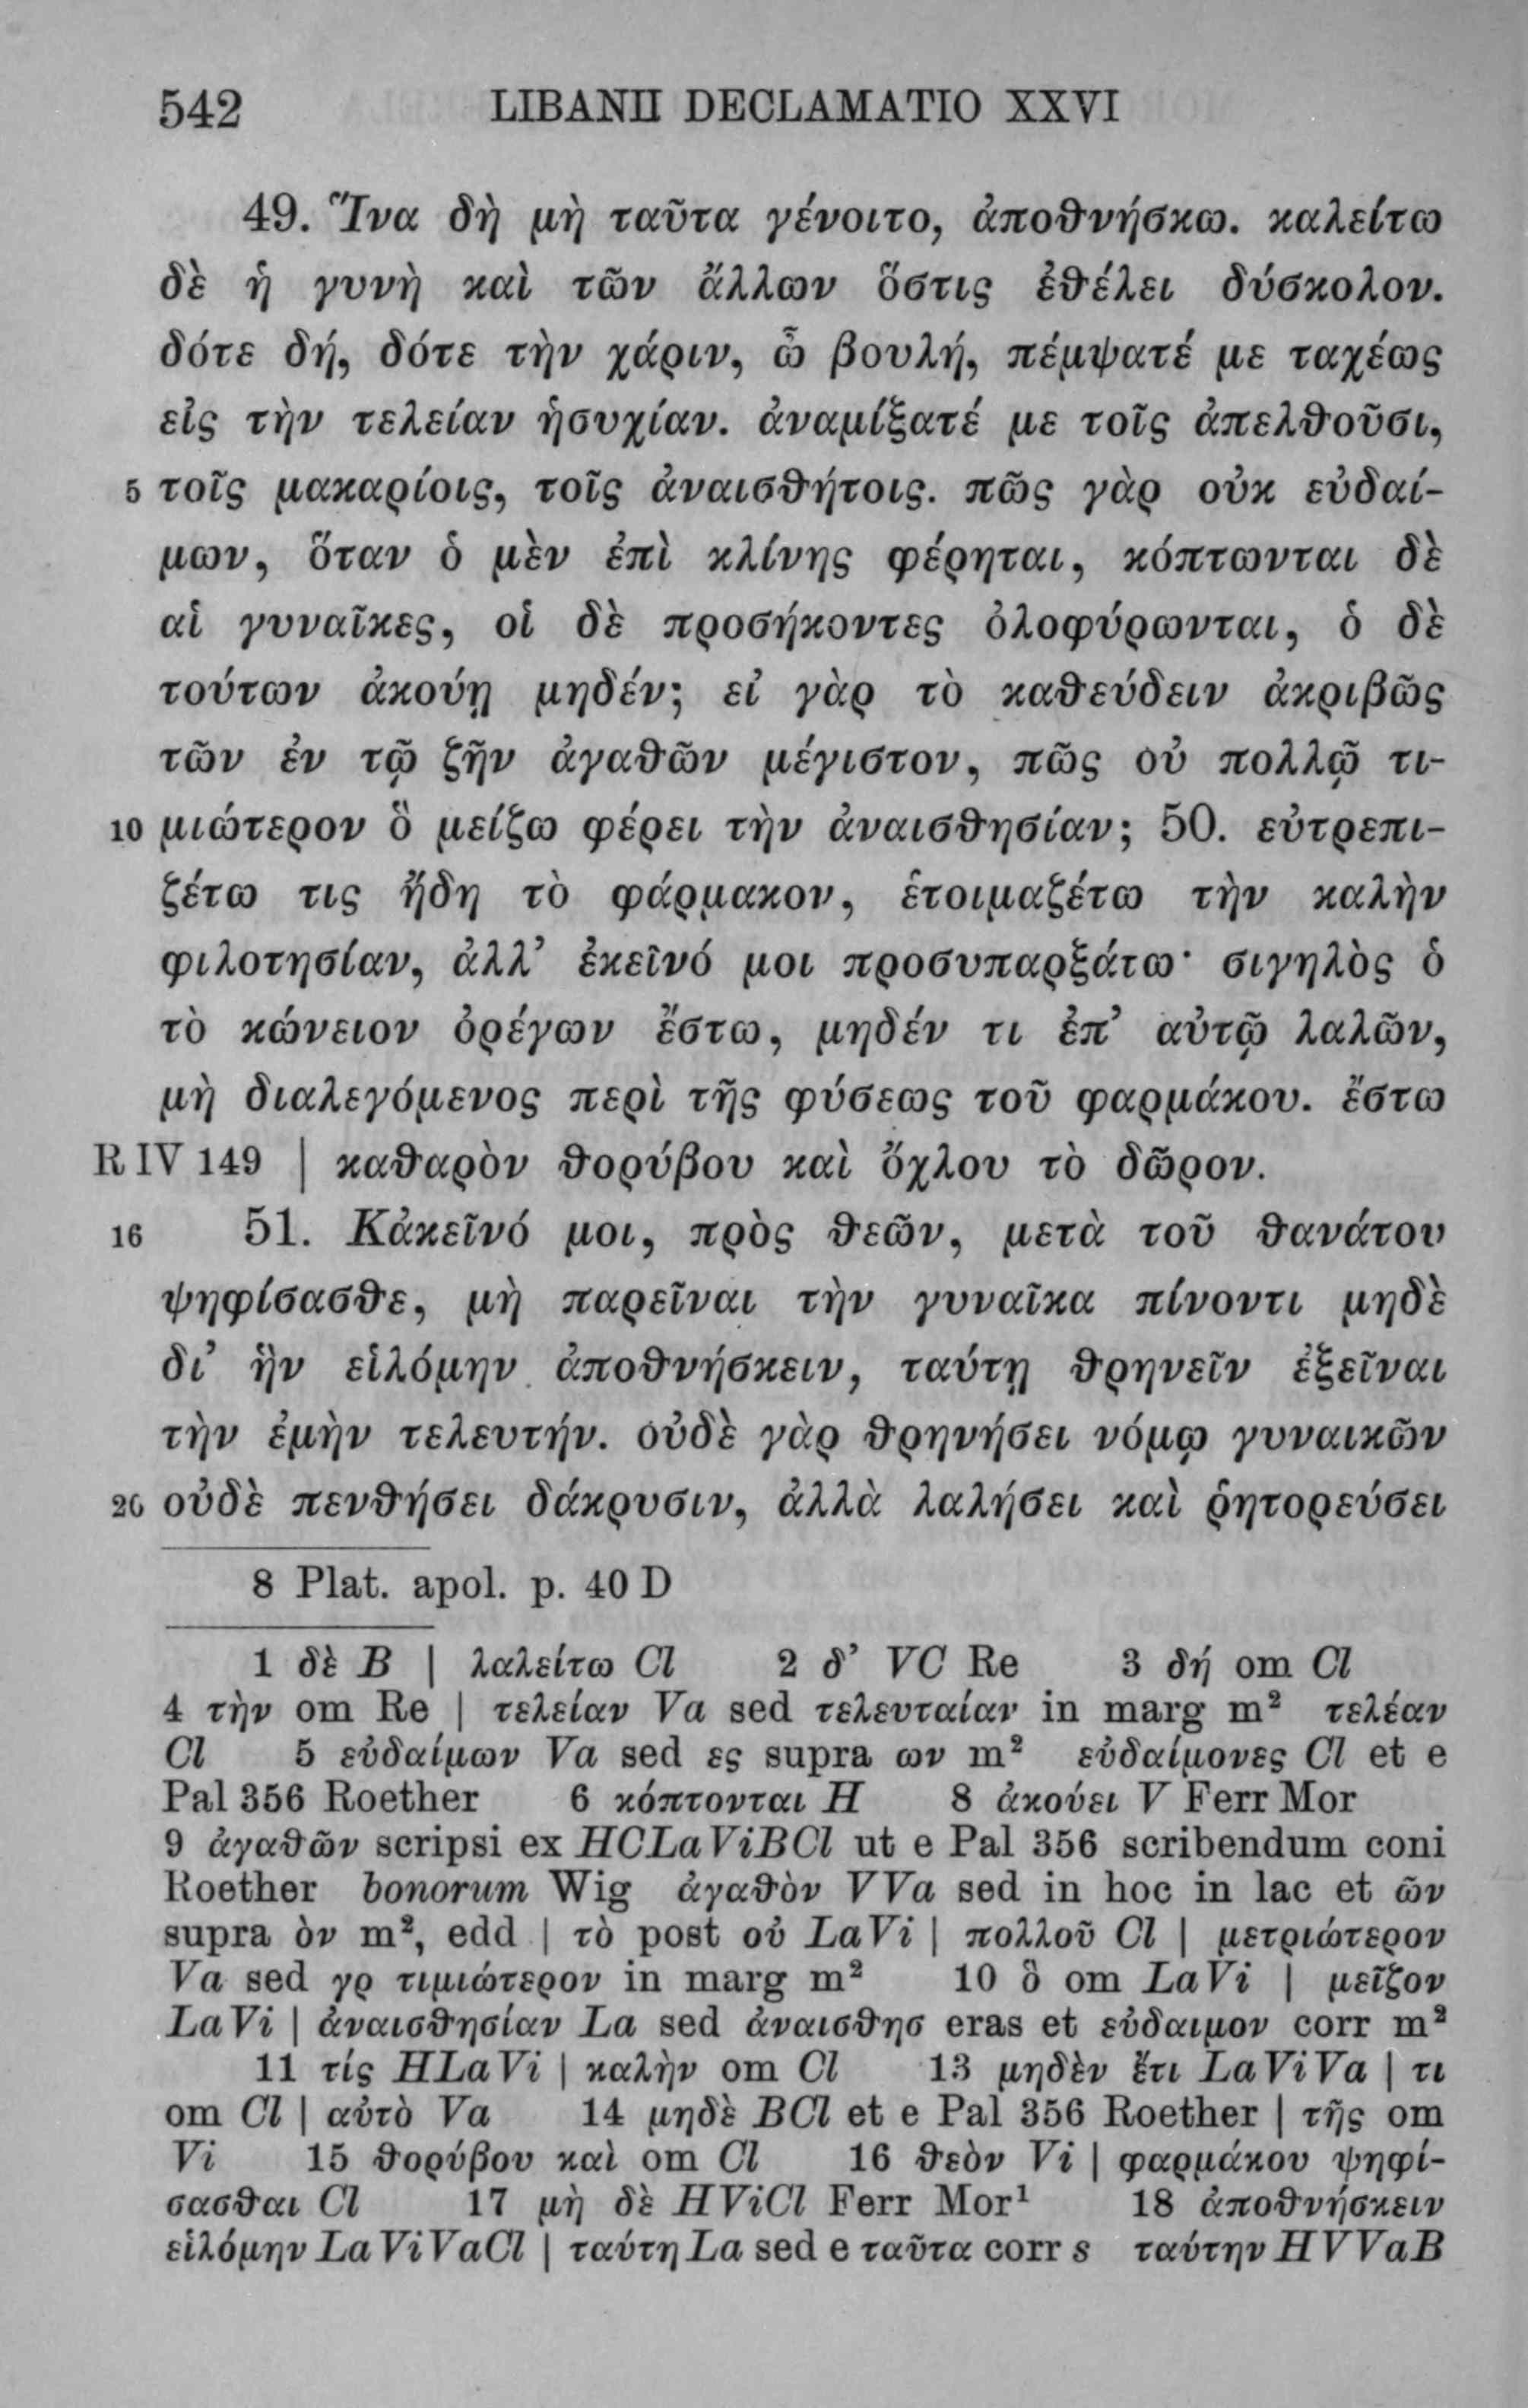 542 LIBANII DECLAMATIO XXVI
49. Ἵνα δὴ μὴ ταῦτα γένοιτο, ἀποθνήσκω. καλείτω
δὲ ἡ γυνὴ καὶ τῶν ἄλλων ὅστις ἐθέλει δύσκολον.
δότε δή, δότε τὴν χάριν, ὦ βουλή, πέμψατέ με ταχέως
εἰς τὴν τελείαν ἡσυχίαν. ἀναμίξατέ με τοῖς ἀπελθοῦσι,
5 τοῖς μακαρίοις, τοῖς ἀναισθήτοις. πῶς γὰρ οὐκ εὐδαί-
μων, ὅταν ὁ μὲν ἐπὶ κλίνης φέρηται, κόπτωνται δὲ
αἱ γυναῖκες, οἱ δὲ προσήκοντες ὀλοφύρωνται, ὁ δὲ
τούτων ἀκούῃ μηδέν; εἰ γὰρ τὸ καθεύδειν ἀκριβῶς
τῶν ἐν τῷ ζῆν ἀγαθῶν μέγιστον, πῶς οὐ πολλῷ τι-
10 μιώτερον ὃ μείζω φέρει τὴν ἀναισθησίαν; 50. εὐτρεπι-
ζέτω τις ἤδη τὸ φάρμακον, ἑτοιμαζέτω τὴν καλὴν
φιλοτησίαν, ἀλλ’ ἐκεῖνό μοι προσυπαρξάτω· σιγηλὸς ὁ
τὸ κώνειον ὀρέγων ἔστω, μηδέν τι ἐπ’ αὐτῷ λαλῶν,
μὴ διαλεγόμενος περὶ τῆς φύσεως τοῦ φαρμάκου. ἔστω
R IV 149 | καθαρὸν θορύβου καὶ ὄχλου τὸ δῶρον.
16 51. Κἀκεῖνό μοι, πρὸς θεῶν, μετὰ τοῦ θανάτου
ψηφίσασθε, μὴ παρεῖναι τὴν γυναῖκα πίνοντι μηδὲ
δι’ ἣν εἱλόμην ἀποθνήσκειν, ταύτῃ θρηνεῖν ἐξεῖναι
τὴν ἐμὴν τελευτήν. οὐδὲ γὰρ θρηνήσει νόμῳ γυναικῶν
20 οὐδὲ πενθήσει δάκρυσιν, ἀλλὰ λαλήσει καὶ ῥητορεύσει
8 Plat. apol. p. 40 D
1 δὲ B | λαλείτω Cl 2 δ’ VC Re 3 δή om Cl
4 τὴν om Re | τελείαν Va sed τελευταίαν in marg m² τελέαν
Cl 5 εὐδαίμων Va sed ες supra ων m² εὐδαίμονες Cl et e
Pal 356 Roether 6 κόπτονται H 8 ἀκούει V Ferr Mor
9 ἀγαθῶν scripsi ex HCLaViBCl ut e Pal 356 scribendum coni
Roether bonorum Wig ἀγαθὸν VVa sed in hoc in lac et ῶν
supra ὸν m², edd | τὸ post οὐ LaVi | πολλοῦ Cl | μετριώτερον
Va sed γρ τιμιώτερον in marg m² 10 ὃ om LaVi | μεῖζον
LaVi | ἀναισθησίαν La sed ἀναισθησ eras et εὐδαιμον corr m²
11 τίς HLaVi | καλὴν om Cl 13 μηδὲν ἔτι LaViVa | τι
om Cl | αὐτὸ Va 14 μηδὲ BCl et e Pal 356 Roether | τῆς om
Vi 15 θορύβου καὶ om Cl 16 θεὸν Vi | φαρμάκου ψηφί-
σασθαι Cl 17 μὴ δὲ HViCl Ferr Mor¹ 18 ἀποθνήσκειν
εἱλόμην LaViVaCl | ταύτῃ La sed e ταῦτα corr s ταύτην HVVaB